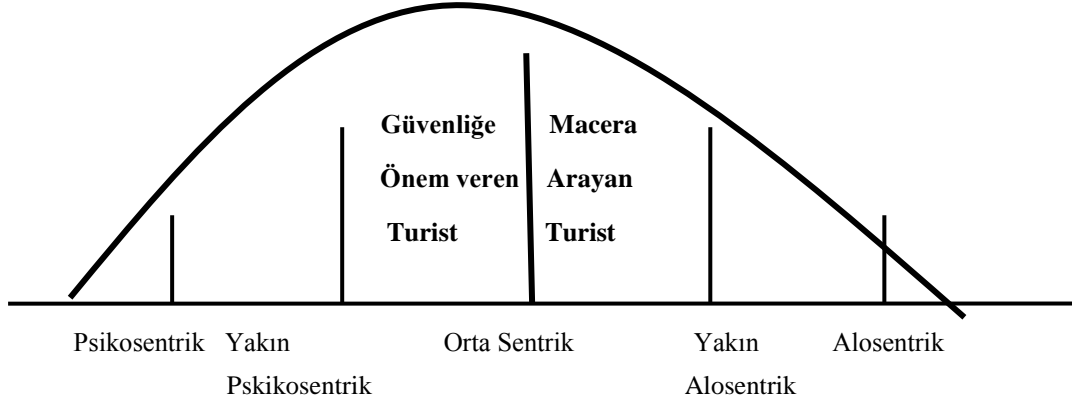 Güvenliğe Macera
Önem veren Arayan
Turist Turist
Psikosentrik Yakın Orta Sentrik Yakın Alosentrik
Pskikosentrik Alosentrik